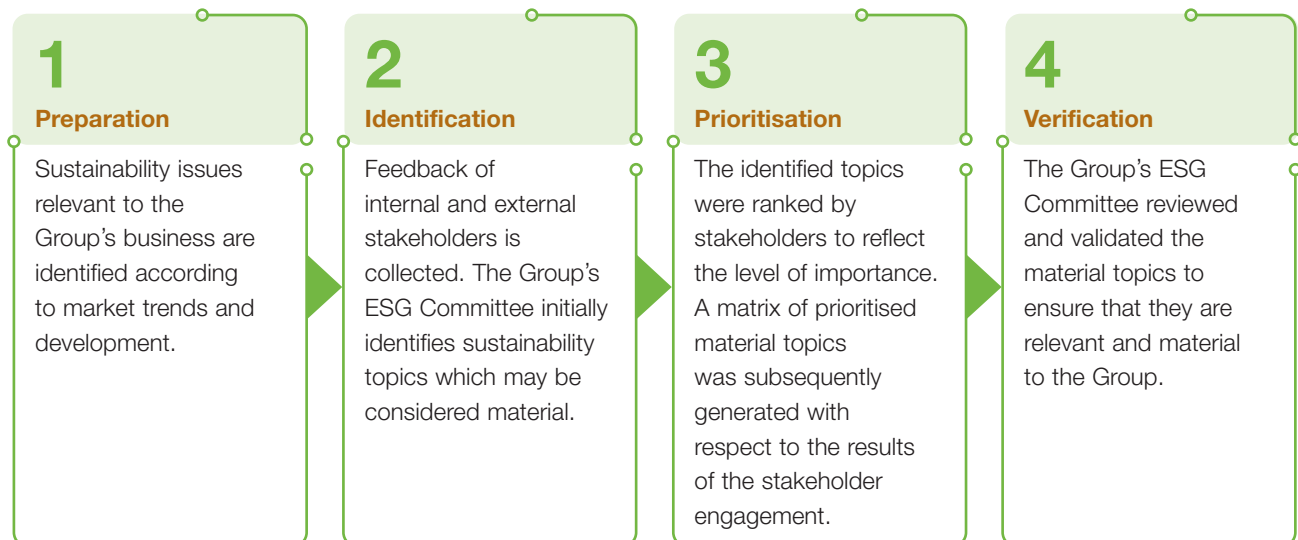 1
Preparation
Sustainability issues
relevant to the
Group’s business are
identified according
to market trends and
development.
2
Identification
Feedback of
internal and external
stakeholders is
collected. The Group’s
ESG Committee initially
identifies sustainability
topics which may be
considered material.
3
Prioritisation
The identified topics
were ranked by
stakeholders to reflect
the level of importance.
A matrix of prioritised
material topics
was subsequently
generated with
respect to the results
of the stakeholder
engagement.
4
Verification
The Group’s ESG
Committee reviewed
and validated the
material topics to
ensure that they are
relevant and material
to the Group.